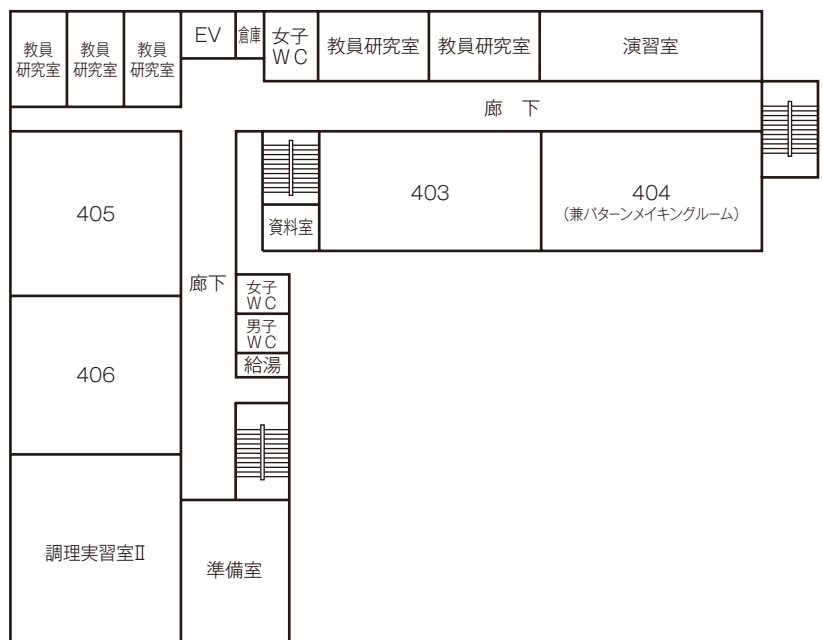 教員
研究室
教員
研究室
教員
研究室
EV
倉庫
女子
WC
教員研究室
教員研究室
演習室
廊 下
405
403
404
（兼パターンメイキングルーム）
資料室
廊下
女子
WC
男子
WC
給湯
406
調理実習室Ⅱ
準備室